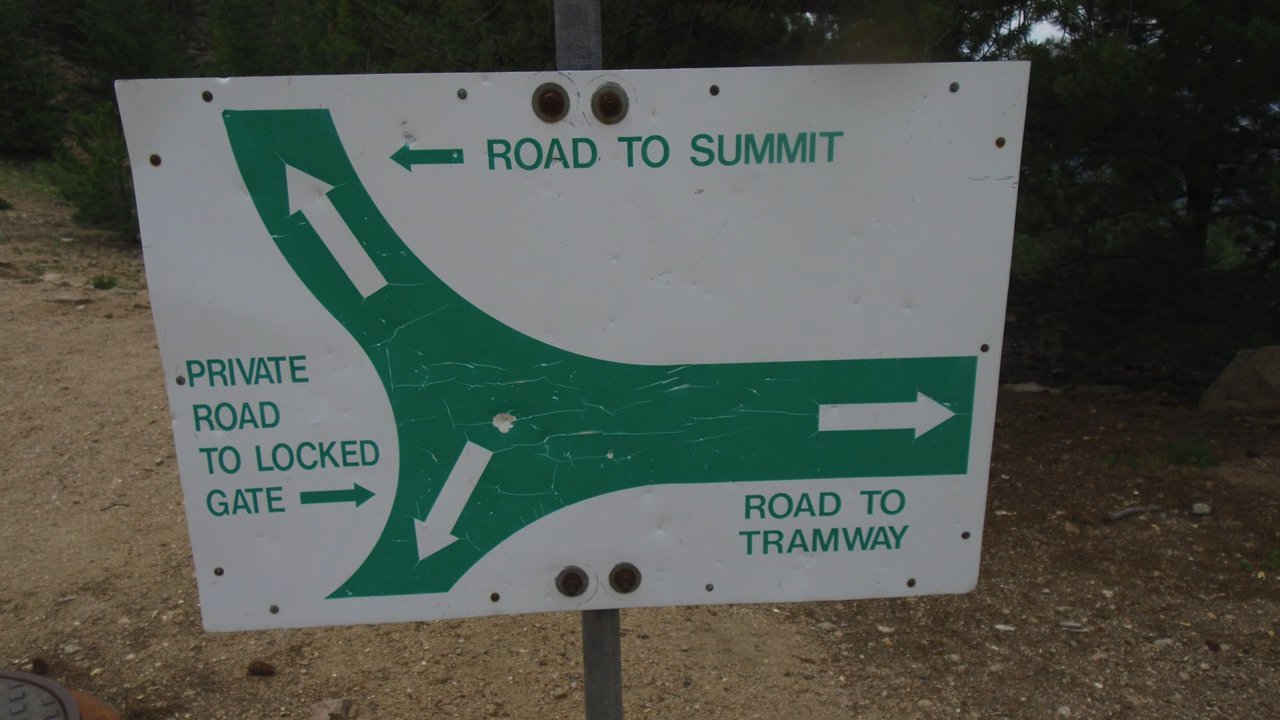 ROAD TO SUMMIT
PRIVATE
ROAD
TO LOCKED
GATE
ROAD TO
TRAMWAY